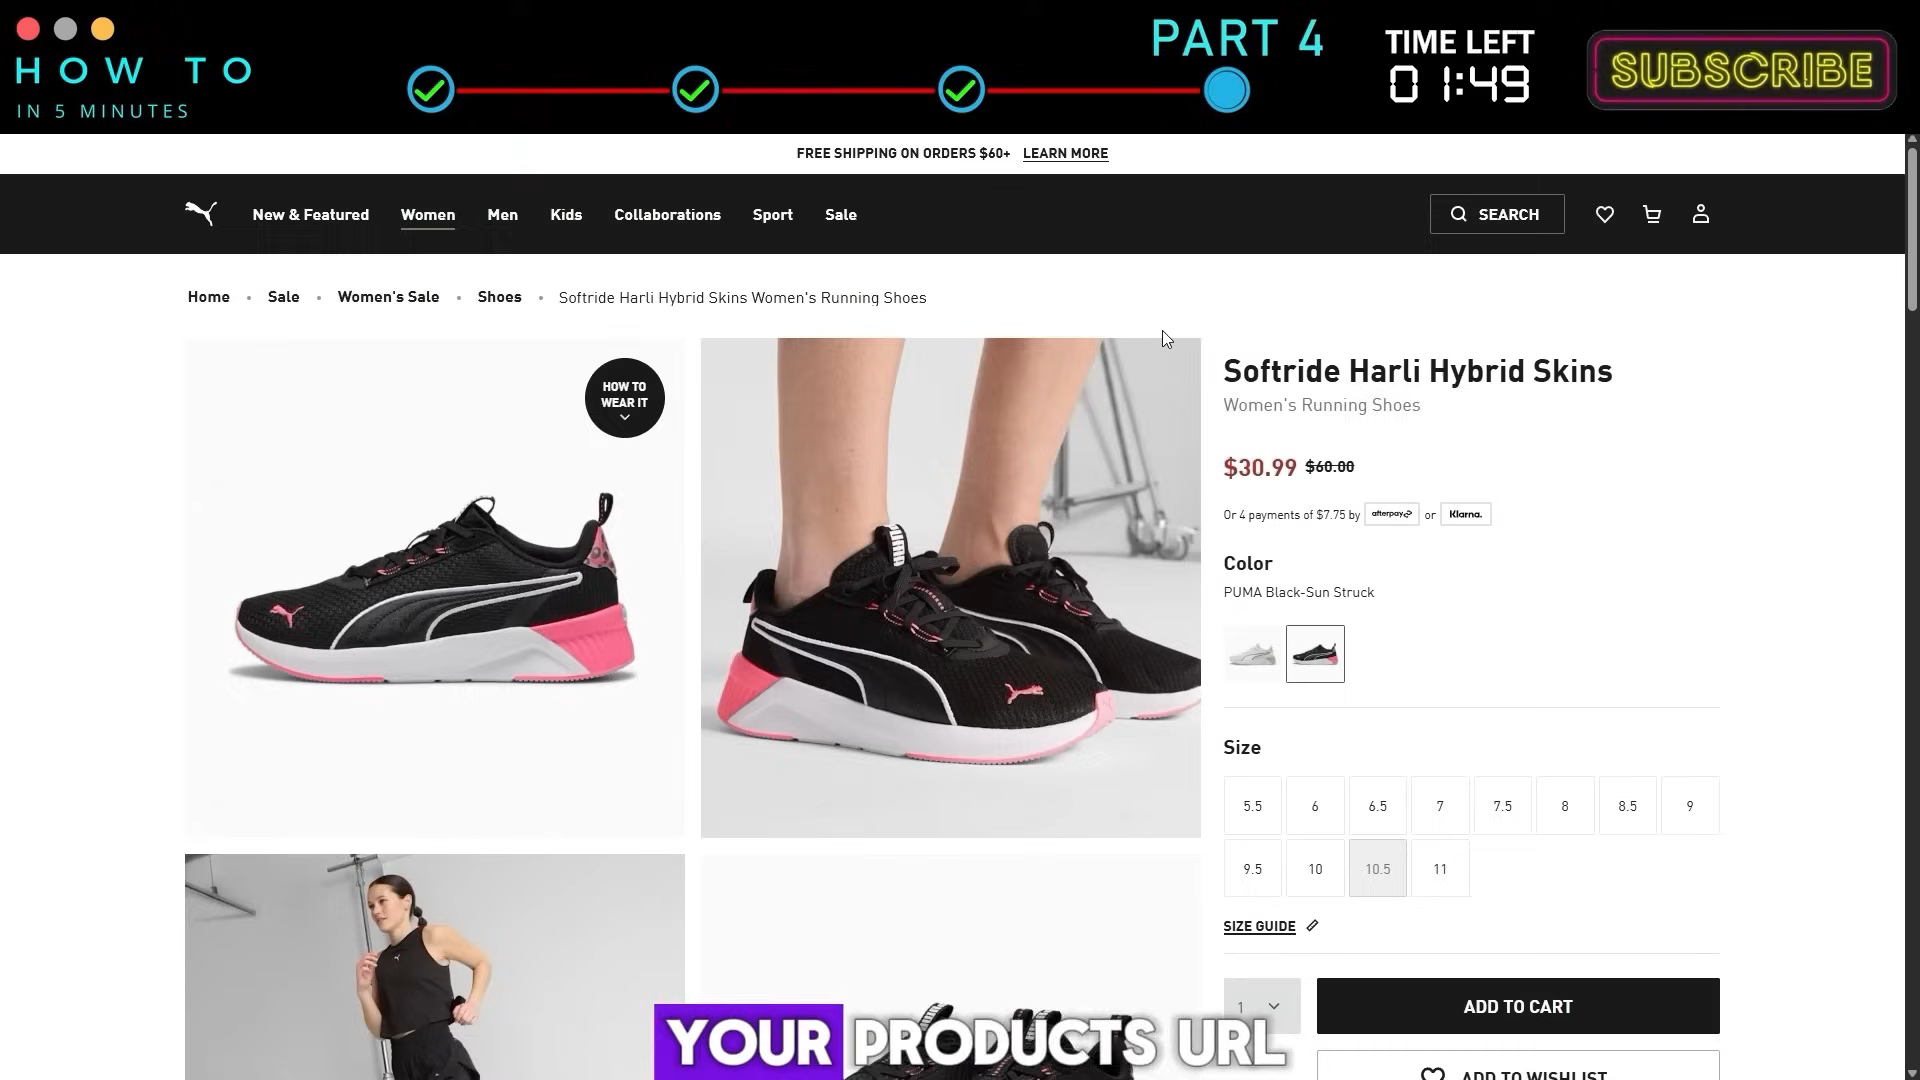 HOW TO
IN 5 MINUTES
PART 4
TIME LEFT
01:49
SUBSCRIBE
FREE SHIPPING ON ORDERS $60+ LEARN MORE
New & Featured Women Men Kids Collaborations Sport Sale
SEARCH
Home • Sale • Women's Sale • Shoes • Softride Harli Hybrid Skins Women's Running Shoes
HOW TO
WEAR IT
Softride Harli Hybrid Skins
Women's Running Shoes
$30.99 $60.00
Or 4 payments of $7.75 by afterpay or Klarna.
Color
PUMA Black-Sun Struck
Size
5.5 6 6.5 7 7.5 8 8.5 9
9.5 10 10.5 11
SIZE GUIDE
1
ADD TO CART
ADD TO WISHLIST
YOUR PRODUCTS URL